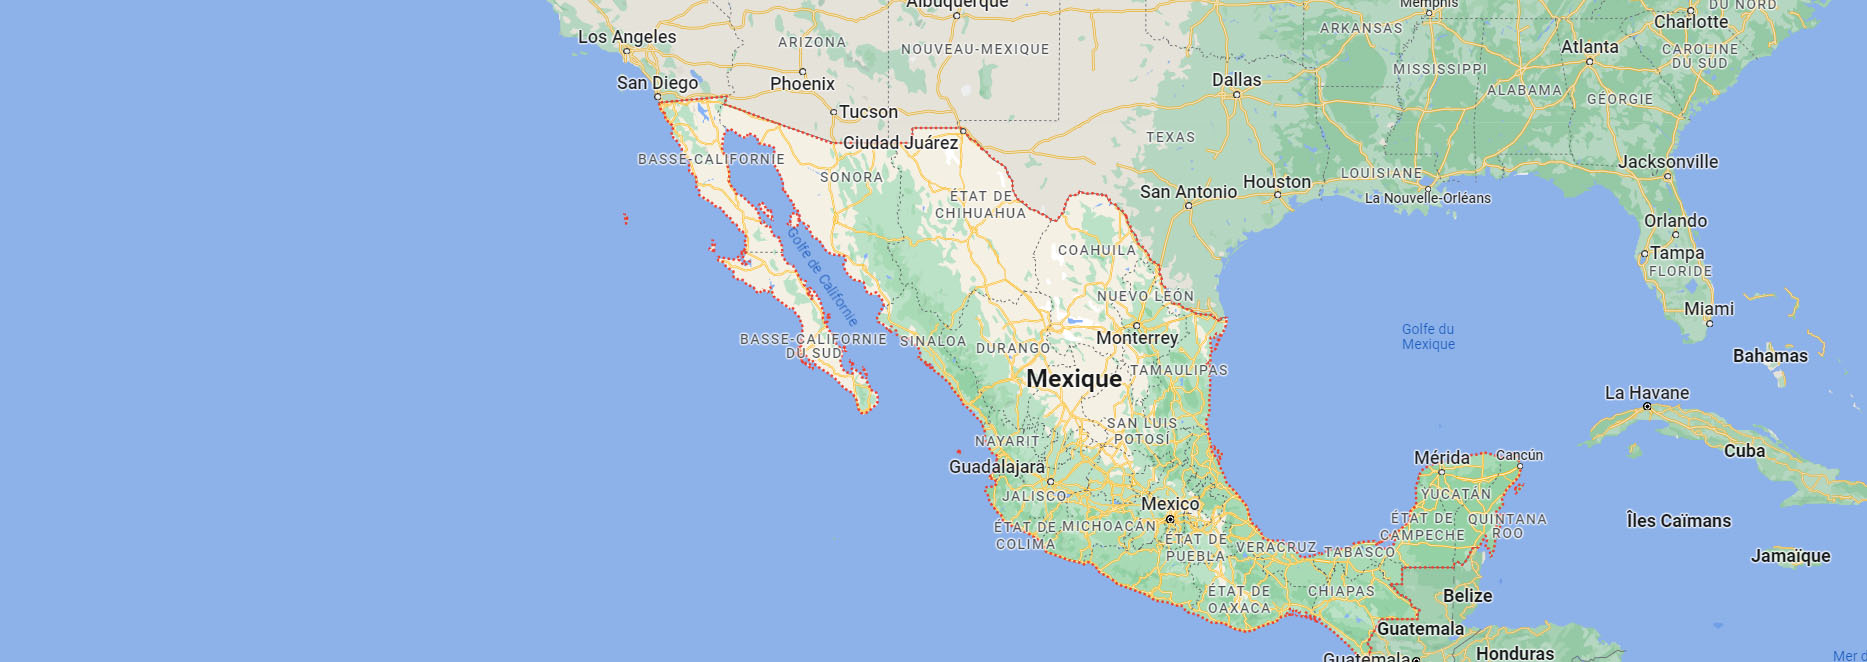 Albuquerque
Memphis
DU NORD
Charlotte
Los Angeles
ARIZONA
NOUVEAU-MEXIQUE
ARKANSAS
Atlanta
CAROLINE
DU SUD
San Diego
Phoenix
Dallas
MISSISSIPPI
ALABAMA
GÉORGIE
Tucson
Ciudad Juárez
TEXAS
BASSE-CALIFORNIE
SONORA
Jacksonville
LOUISIANE
Houston
San Antonio
La Nouvelle-Orléans
ÉTAT DE
CHIHUAHUA
Orlando
COAHUILA
Tampa
FLORIDE
Golfe de Californie
NUEVO LEÓN
Miami
Golfe du
Mexique
BASSE-CALIFORNIE
DU SUD
SINALOA
DURANGO
Monterrey
Bahamas
Mexique
TAMAULIPAS
La Havane
SAN LUIS
POTOSÍ
NAYARIT
Cuba
Mérida
Cancún
Guadalajara
JALISCO
YUCATÁN
Mexico
ÉTAT DE
COLIMA
MICHOACÁN
ÉTAT DE
CAMPECHE
QUINTANA
ROO
Îles Caïmans
ÉTAT DE
PUEBLA
VERACRUZ
TABASCO
Jamaïque
ÉTAT DE
OAXACA
CHIAPAS
Belize
Guatemala
Guatemala
Honduras
Mer d